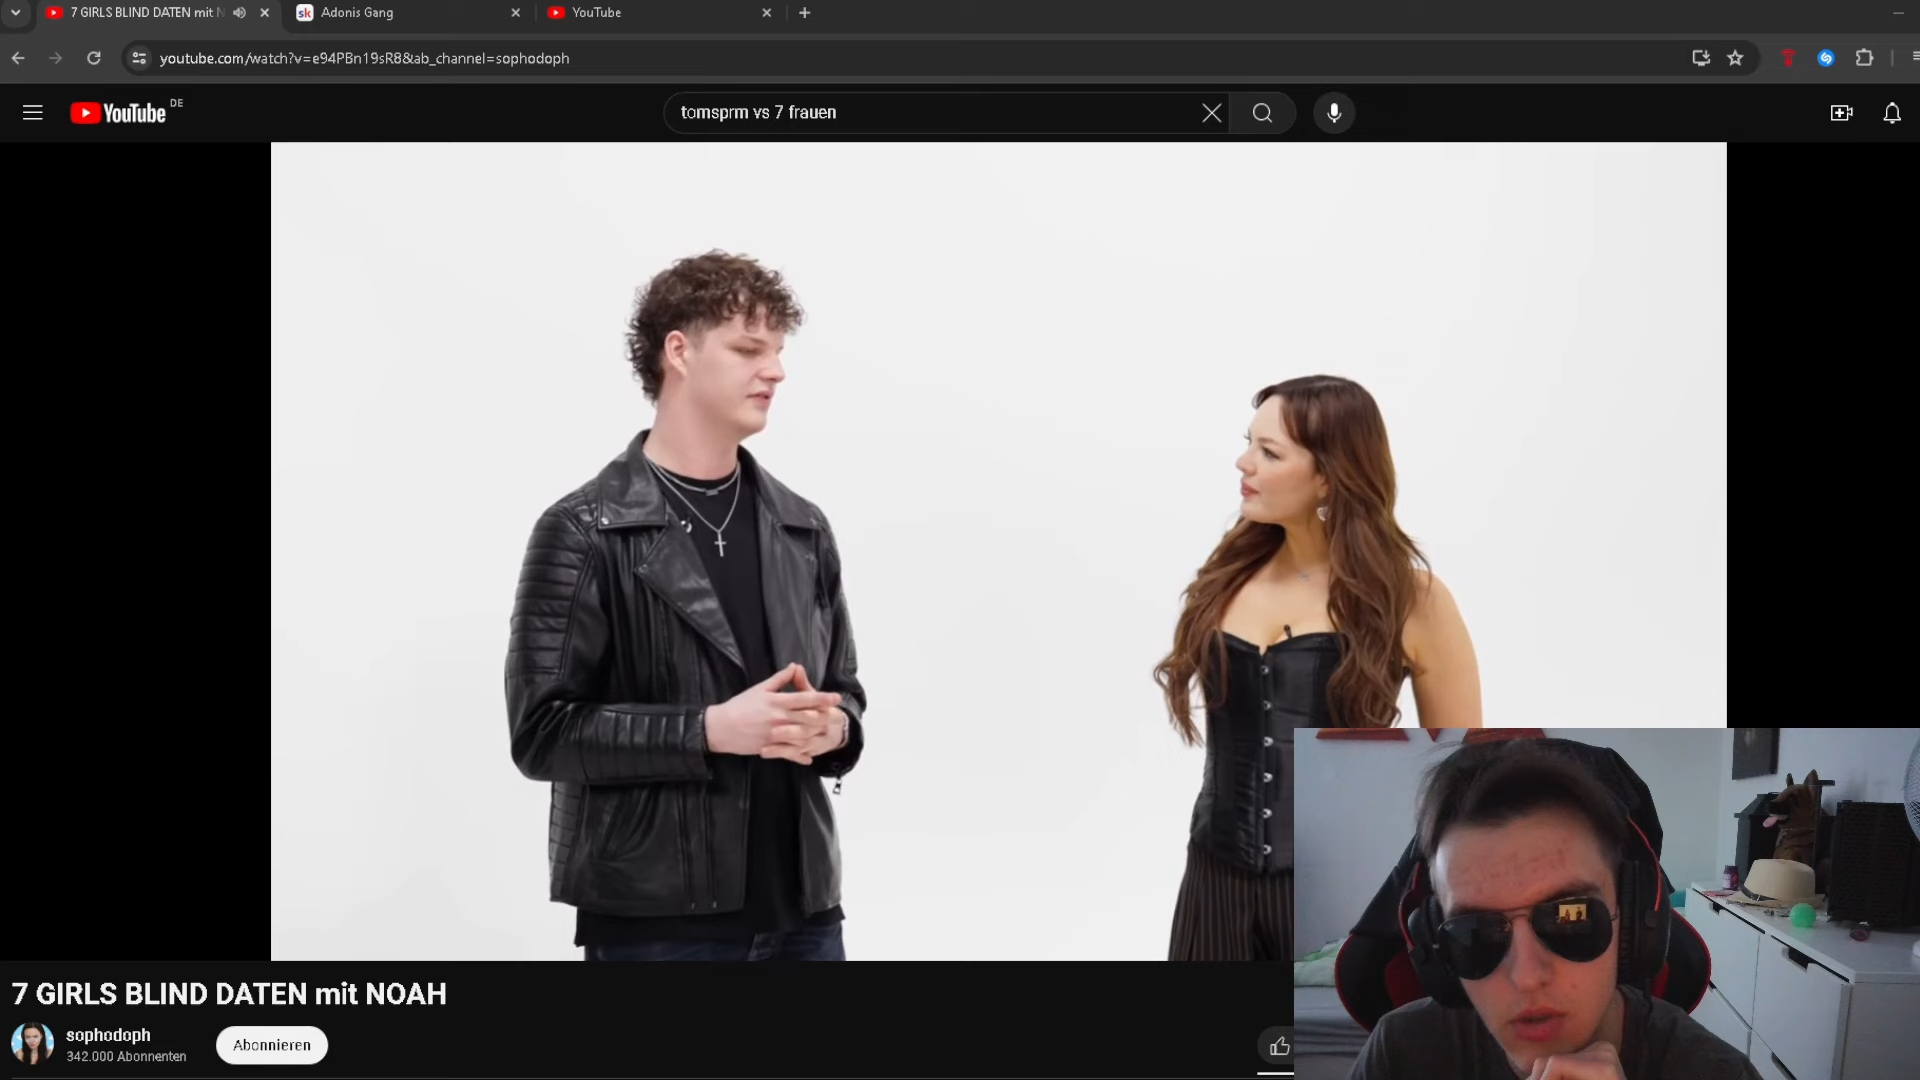 7 GIRLS BLIND DATEN mit N
Adonis Gang
YouTube
youtube.com/watch?v=e94PBn19sR8&ab_channel=sophodoph
YouTube DE
tomsprm vs 7 frauen
7 GIRLS BLIND DATEN mit NOAH
sophodoph
342.000 Abonnenten
Abonnieren